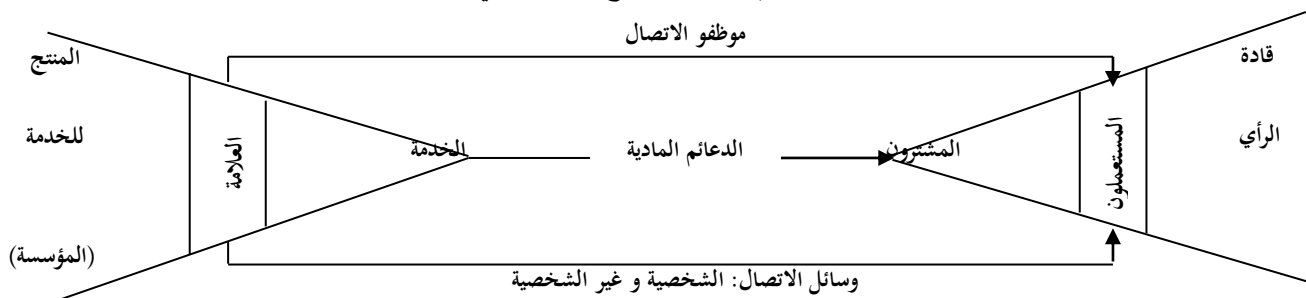 موظفو الاتصال
قادة
الرأي
المستعملون
المشترون
الدعائم المادية
الخدمة
العلامة
المنتج
للخدمة
(المؤسسة)
وسائل الاتصال: الشخصية و غير الشخصية